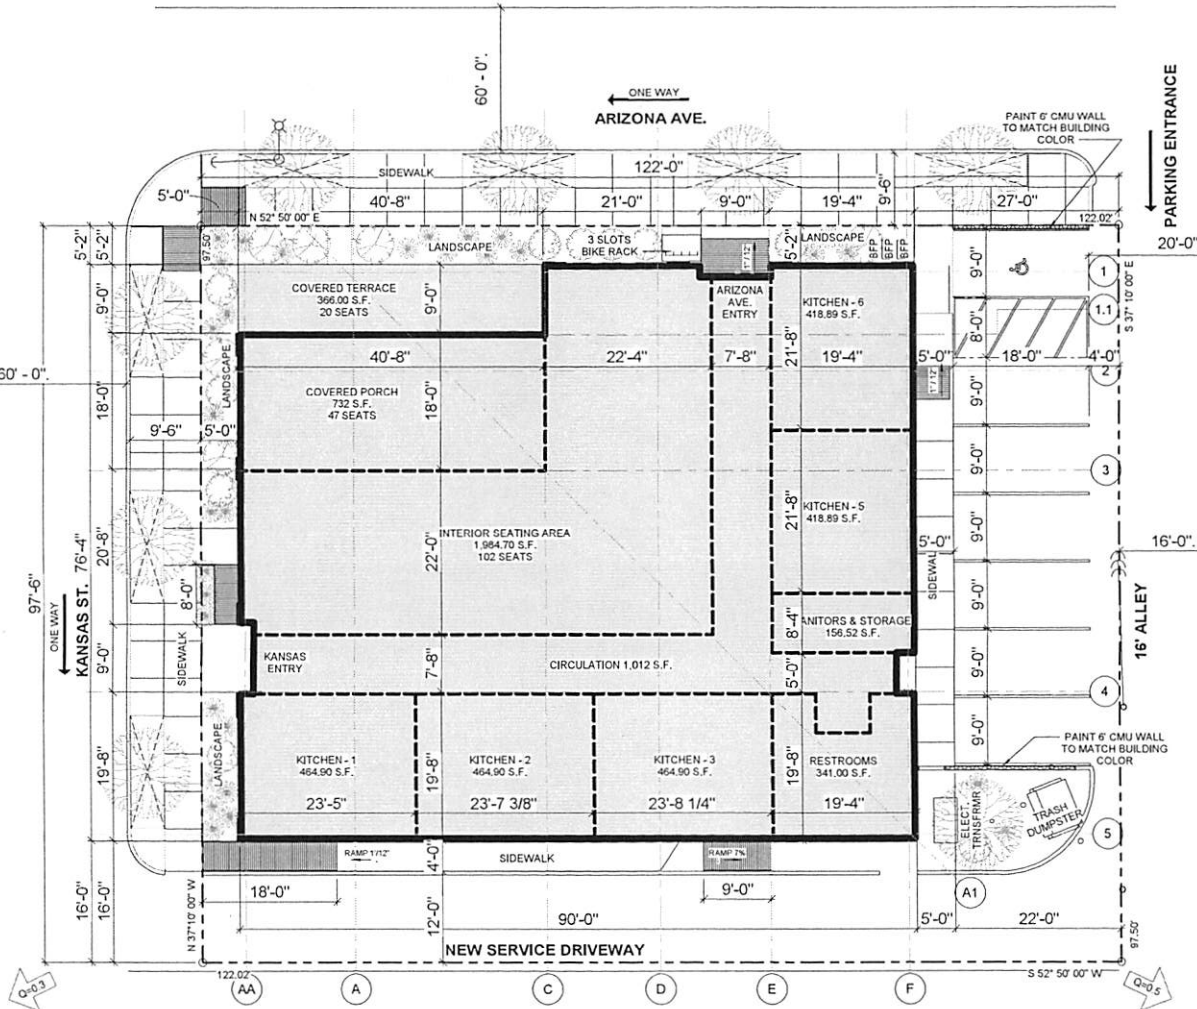 60' - 0".
ONE WAY
ARIZONA AVE.
PARKING ENTRANCE
PAINT 6' CMU WALL
TO MATCH BUILDING
COLOR
SIDEWALK
122'-0"
5'-0"
40'-8"
21'-0"
9'-0"
19'-4"
9'-6"
27'-0"
N 52° 50' 00" E
122.02'
97.50'
5'-2"
5'-2"
LANDSCAPE
3 SLOTS
BIKE RACK
1" / 12"
5'-2"
LANDSCAPE
BFP
BFP
BFP
20'-0"
9'-0"
1
S 37° 10' 00" E
COVERED TERRACE
366.00 S.F.
20 SEATS
9'-0"
9'-0"
ARIZONA
AVE.
ENTRY
KITCHEN - 6
418.89 S.F.
8'-0"
1.1
40'-8"
22'-4"
7'-8"
21'-8"
19'-4"
5'-0"
18'-0"
4'-0"
2
1" / 12"
60' - 0".
LANDSCAPE
18'-0"
COVERED PORCH
732 S.F.
47 SEATS
18'-0"
9'-0"
9'-6"
5'-0"
9'-0"
3
KITCHEN - 5
418.89 S.F.
21'-8"
INTERIOR SEATING AREA
1,984.70 S.F.
102 SEATS
22'-0"
9'-0"
5'-0"
16'-0".
97'-6"
76'-4"
20'-8"
8'-0"
SIDEWAL
9'-0"
ANITORS & STORAGE
156.52 S.F.
8'-4"
16' ALLEY
ONE WAY
KANSAS ST.
SIDEWALK
9'-0"
KANSAS
ENTRY
7'-8"
CIRCULATION 1,012 S.F.
5'-0"
9'-0"
4
9'-0"
LANDSCAPE
19'-8"
KITCHEN - 1
464.90 S.F.
19'-8"
KITCHEN - 2
464.90 S.F.
KITCHEN - 3
464.90 S.F.
19'-8"
RESTROOMS
341.00 S.F.
PAINT 6' CMU WALL
TO MATCH BUILDING
COLOR
23'-5"
23'-7 3/8"
23'-8 1/4"
19'-4"
ELECT.
TRNSFRMR
TRASH
DUMPSTER
5
RAMP 1"/12"
4'-0"
SIDEWALK
RAMP 7%
16'-0"
16'-0"
18'-0"
9'-0"
A1
12'-0"
90'-0"
5'-0"
22'-0"
N 37°10' 00" W
NEW SERVICE DRIVEWAY
97.50'
122.02'
S 52° 50' 00" W
Q=0.3
AA
A
C
D
E
F
Q=0.5